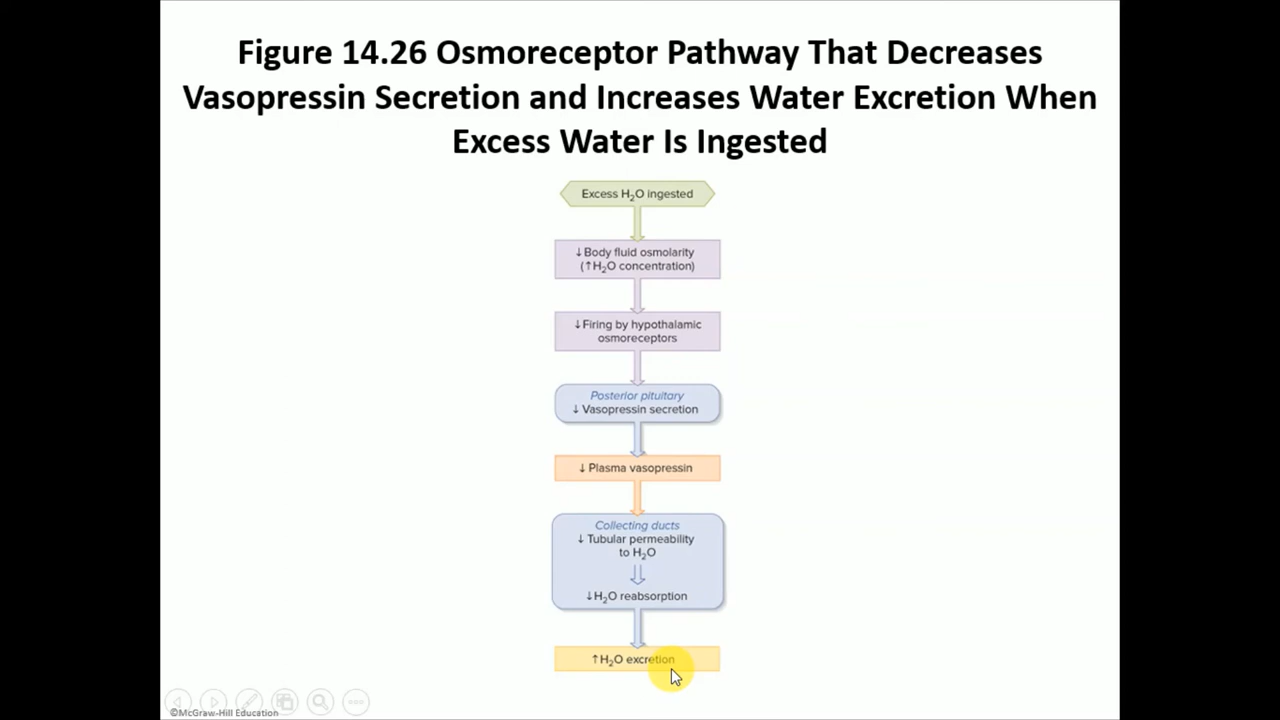 Figure 14.26 Osmoreceptor Pathway That Decreases
Vasopressin Secretion and Increases Water Excretion When
Excess Water Is Ingested
Excess H₂O ingested
↓Body fluid osmolarity
(↑H₂O concentration)
↓Firing by hypothalamic
osmoreceptors
Posterior pituitary
↓ Vasopressin secretion
↓ Plasma vasopressin
Collecting ducts
↓ Tubular permeability
to H₂O
↓H₂O reabsorption
↑H₂O excretion
©McGraw-Hill Education